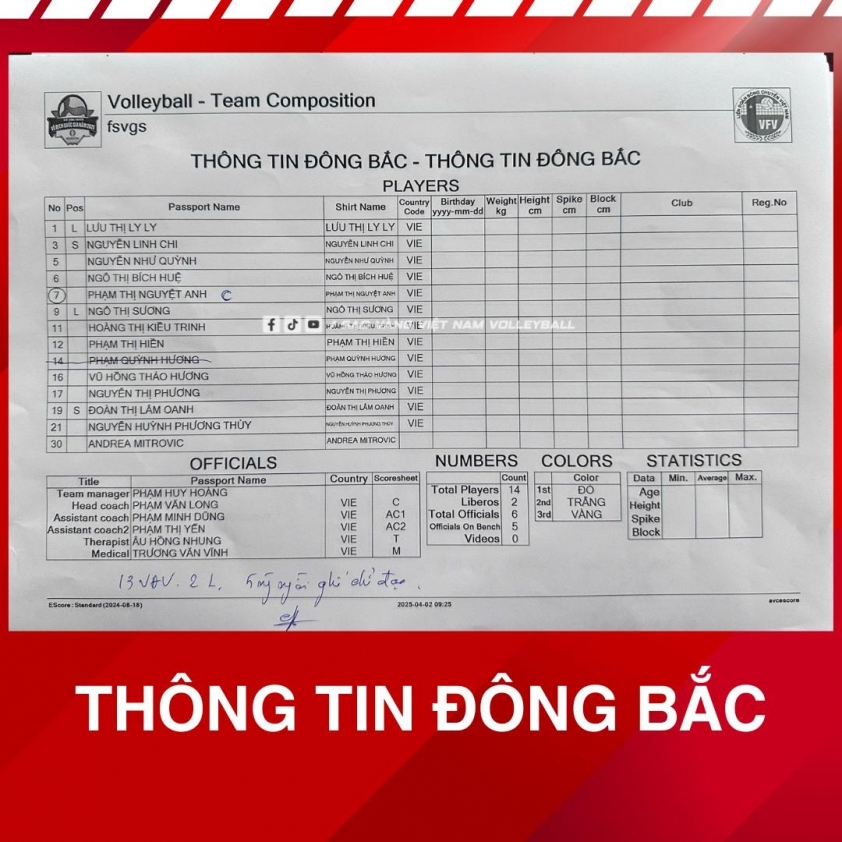 Volleyball - Team Composition
fsvgs
VFV
THÔNG TIN ĐÔNG BẮC - THÔNG TIN ĐÔNG BẮC
PLAYERS
No Pos Passport Name Shirt Name Country Code Birthday yyyy-mm-dd Weight kg Height cm Spike cm Block cm Club Reg.No
1 L LƯU THỊ LY LY LƯU THỊ LY LY VIE
3 S NGUYỄN LINH CHI NGUYỄN LINH CHI VIE
5 NGUYỄN NHƯ QUỲNH NGUYỄN NHƯ QUỲNH VIE
6 NGÔ THỊ BÍCH HUỆ NGÔ THỊ BÍCH HUỆ VIE
7 PHẠM THỊ NGUYỆT ANH C PHẠM THỊ NGUYỆT ANH VIE
9 L NGÔ THỊ SƯƠNG NGÔ THỊ SƯƠNG VIE
11 HOÀNG THỊ KIỀU TRINH VIE
VIỆT NAM VOLLEYBALL
12 PHẠM THỊ HIỀN PHẠM THỊ HIỀN VIE
14 PHẠM QUỲNH HƯƠNG PHẠM QUỲNH HƯƠNG VIE
16 VŨ HỒNG THẢO HƯƠNG VŨ HỒNG THẢO HƯƠNG VIE
17 NGUYỄN THỊ PHƯƠNG NGUYỄN THỊ PHƯƠNG VIE
19 S ĐOÀN THỊ LÂM OANH ĐOÀN THỊ LÂM OANH VIE
21 NGUYỄN HUỲNH PHƯƠNG THÙY NGUYỄN HUỲNH PHƯƠNG THÙY VIE
30 ANDREA MITROVIC ANDREA MITROVIC
OFFICIALS
Title Passport Name Country Scoresheet
Team manager PHẠM HUY HOÀNG
Head coach PHẠM VĂN LONG VIE C
Assistant coach PHẠM MINH DŨNG VIE AC1
Assistant coach2 PHẠM THỊ YẾN VIE AC2
Therapist ÂU HỒNG NHUNG VIE T
Medical TRƯƠNG VĂN VĨNH VIE M
NUMBERS
Count
Total Players 14
Liberos 2
Total Officials 6
Officials On Bench 5
Videos 0
COLORS
Color
1st ĐỎ
2nd TRẮNG
3rd VÀNG
STATISTICS
Data Min. Average Max.
Age
Height
Spike
Block
13 VĐV. 2 L. 5 người ghế chỉ đạo.
EScore: Standard (2024-08-18) 2025-04-02 09:25 avcescore
THÔNG TIN ĐÔNG BẮC